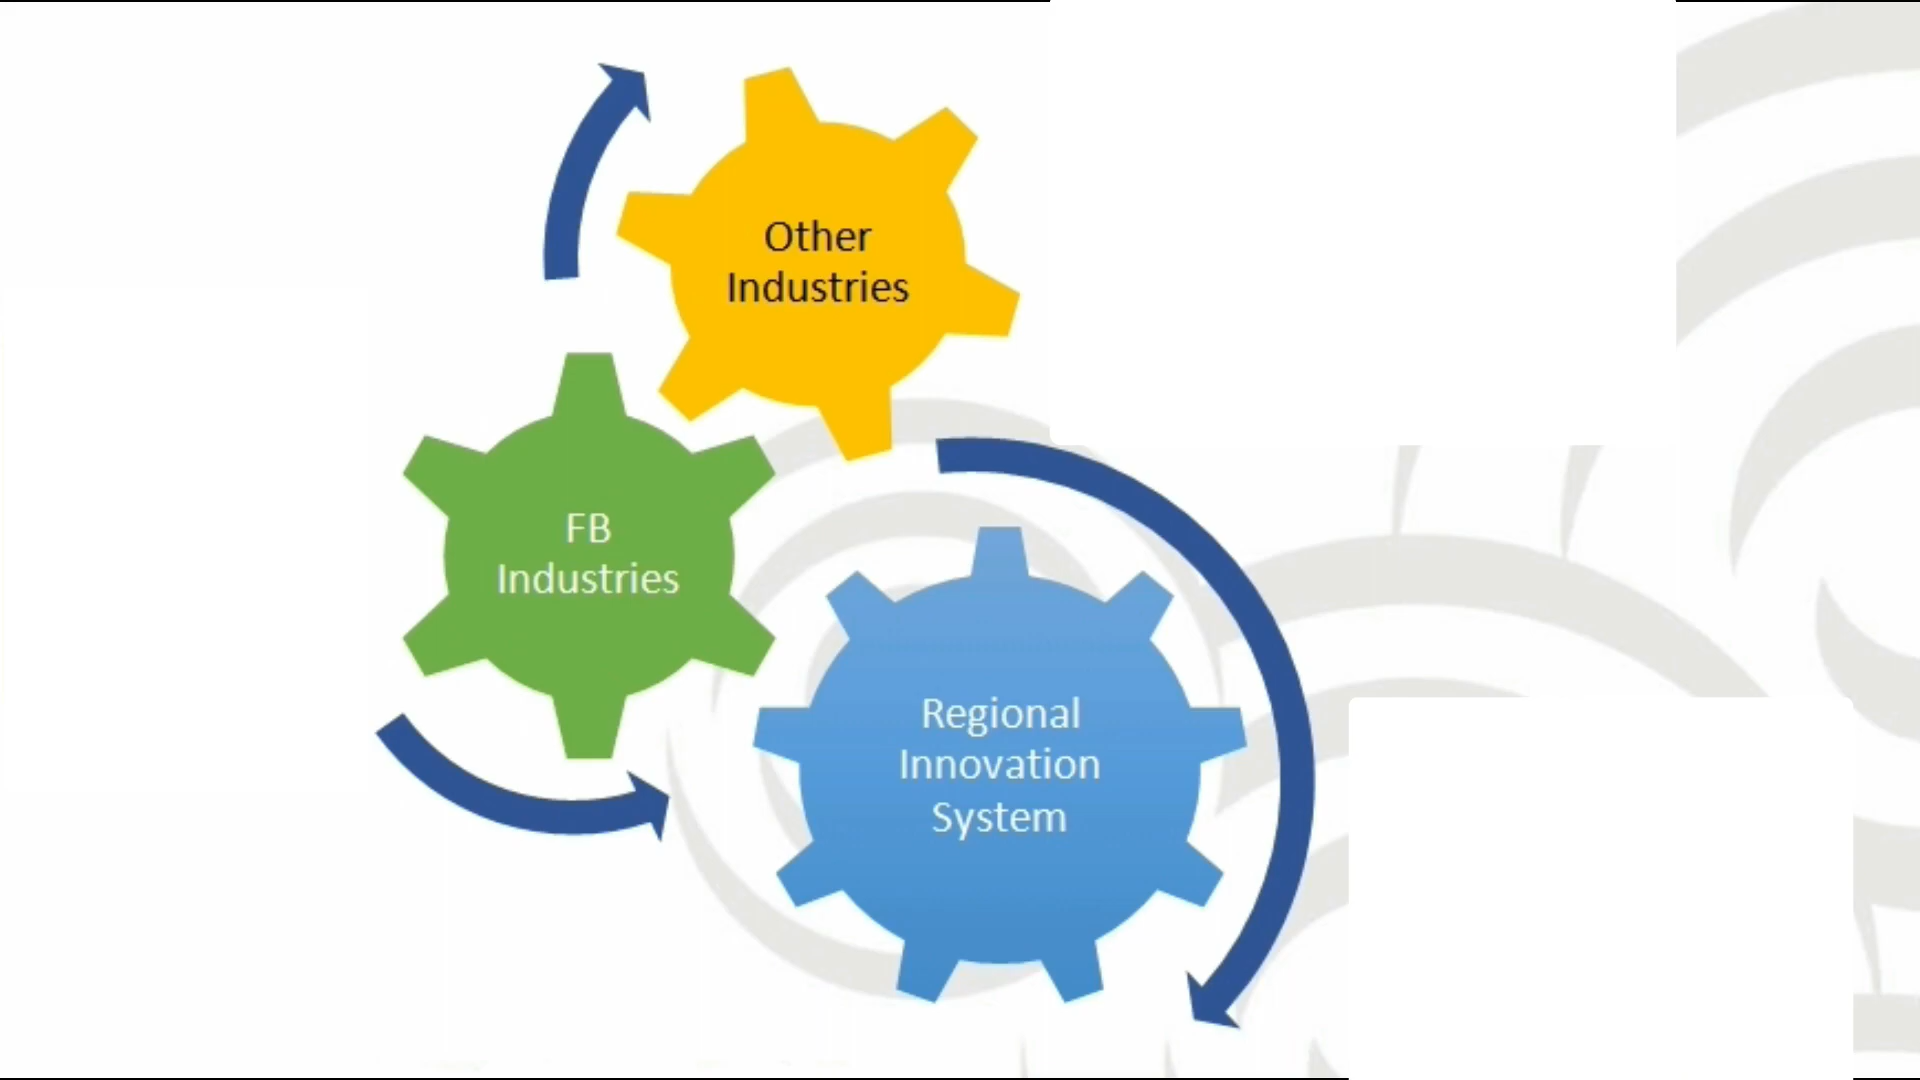 Other
Industries
FB
Industries
Regional
Innovation
System